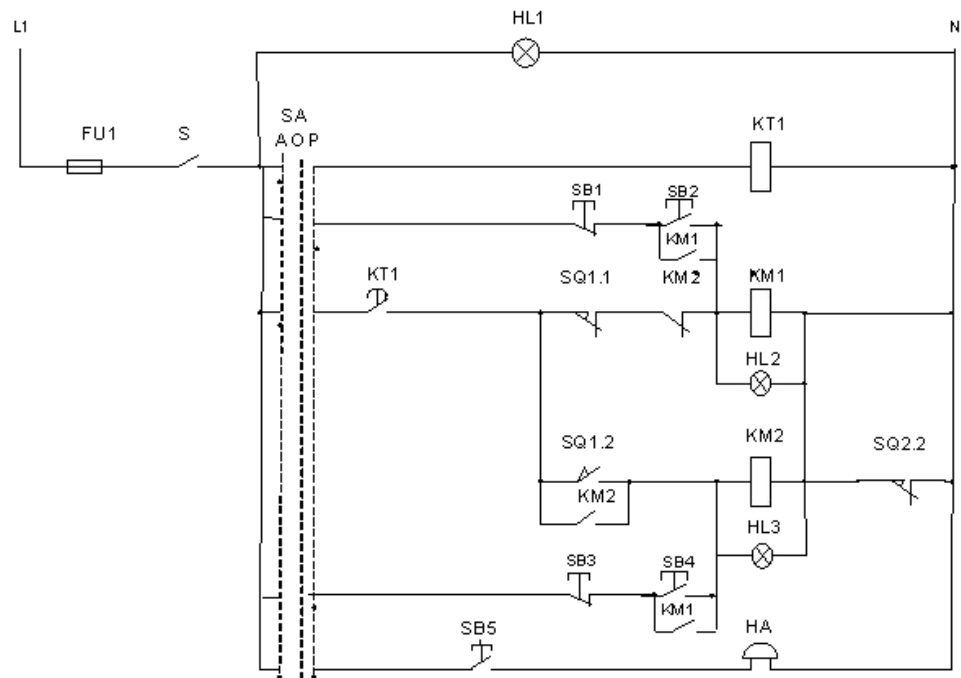 L1 HL1 N
SA
FU1 S A O P KT1
SB1 SB2
KM1
KT1 SQ1.1 KM2 KM1
HL2
SQ1.2 KM2 SQ2.2
KM2
HL3
SB3 SB4
KM1
SB5 HA